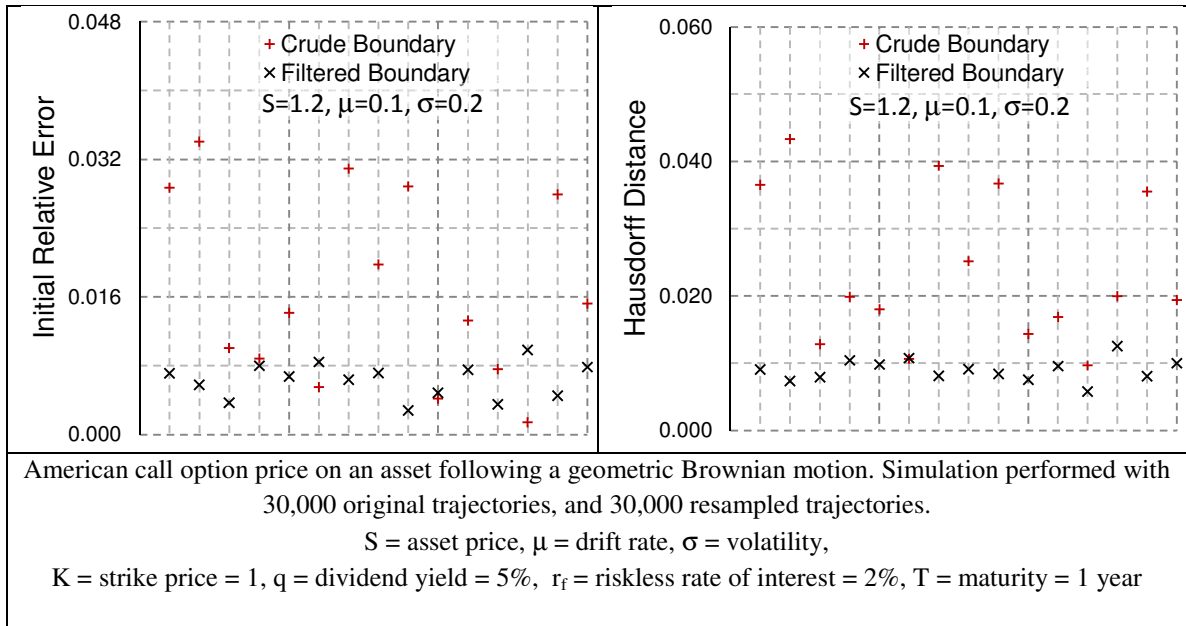 Initial Relative Error
0.048
0.032
0.016
0.000
+ Crude Boundary
× Filtered Boundary
S=1.2, μ=0.1, σ=0.2
Hausdorff Distance
0.060
0.040
0.020
0.000
+ Crude Boundary
× Filtered Boundary
S=1.2, μ=0.1, σ=0.2
American call option price on an asset following a geometric Brownian motion. Simulation performed with
30,000 original trajectories, and 30,000 resampled trajectories.
S = asset price, μ = drift rate, σ = volatility,
K = strike price = 1, q = dividend yield = 5%, r_f = riskless rate of interest = 2%, T = maturity = 1 year